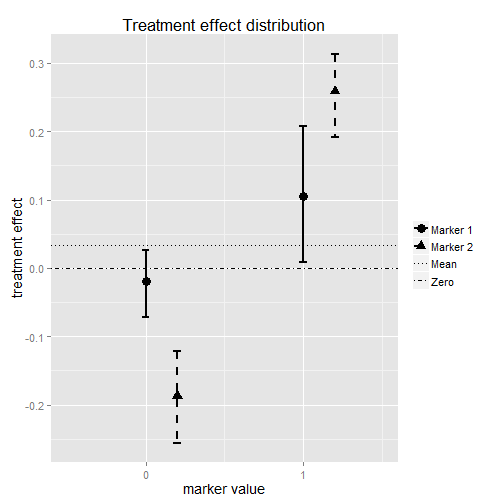 Treatment effect distribution
treatment effect
0.3
0.2
0.1
0.0
-0.1
-0.2
0
1
marker value
Marker 1
Marker 2
Mean
Zero